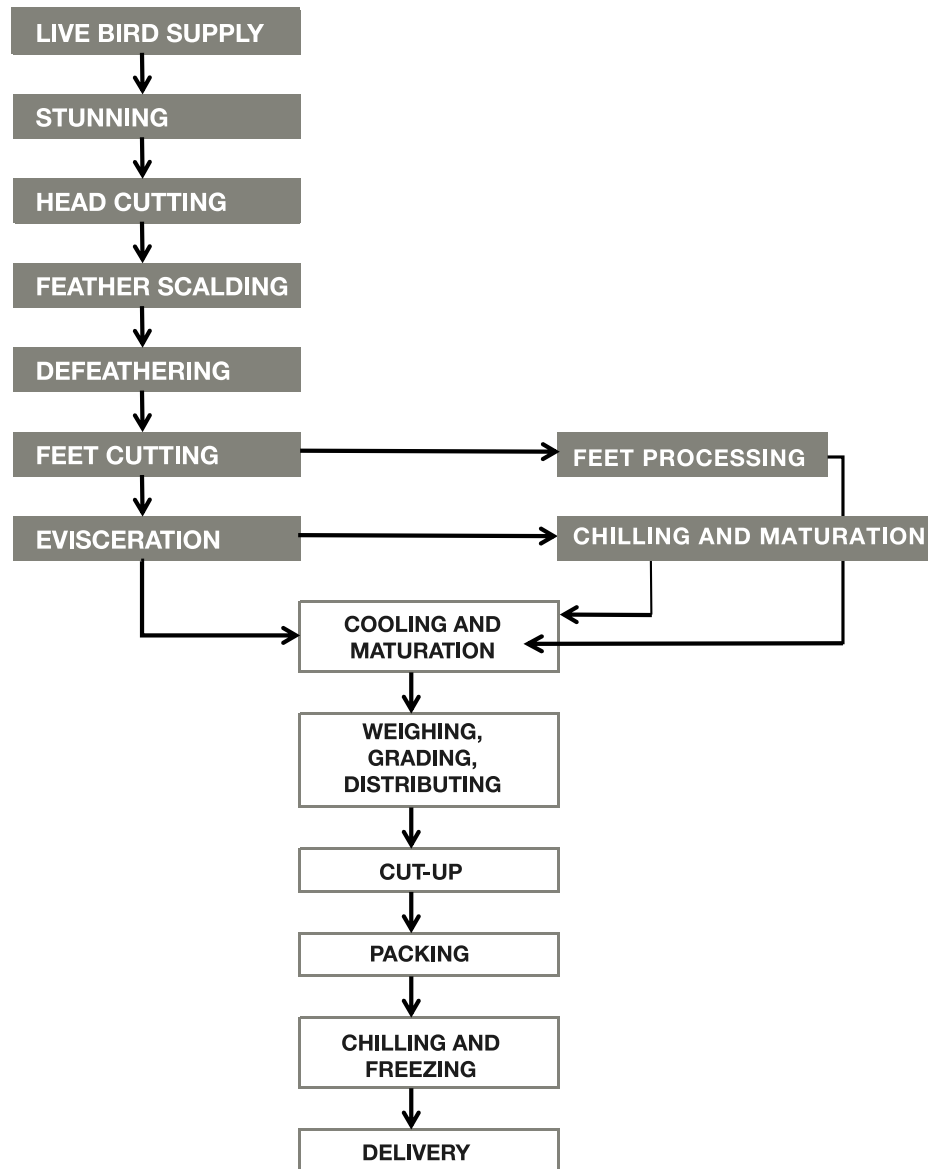 LIVE BIRD SUPPLY
STUNNING
HEAD CUTTING
FEATHER SCALDING
DEFEATHERING
FEET CUTTING
FEET PROCESSING
EVISCERATION
CHILLING AND MATURATION
COOLING AND
MATURATION
WEIGHING,
GRADING,
DISTRIBUTING
CUT-UP
PACKING
CHILLING AND
FREEZING
DELIVERY